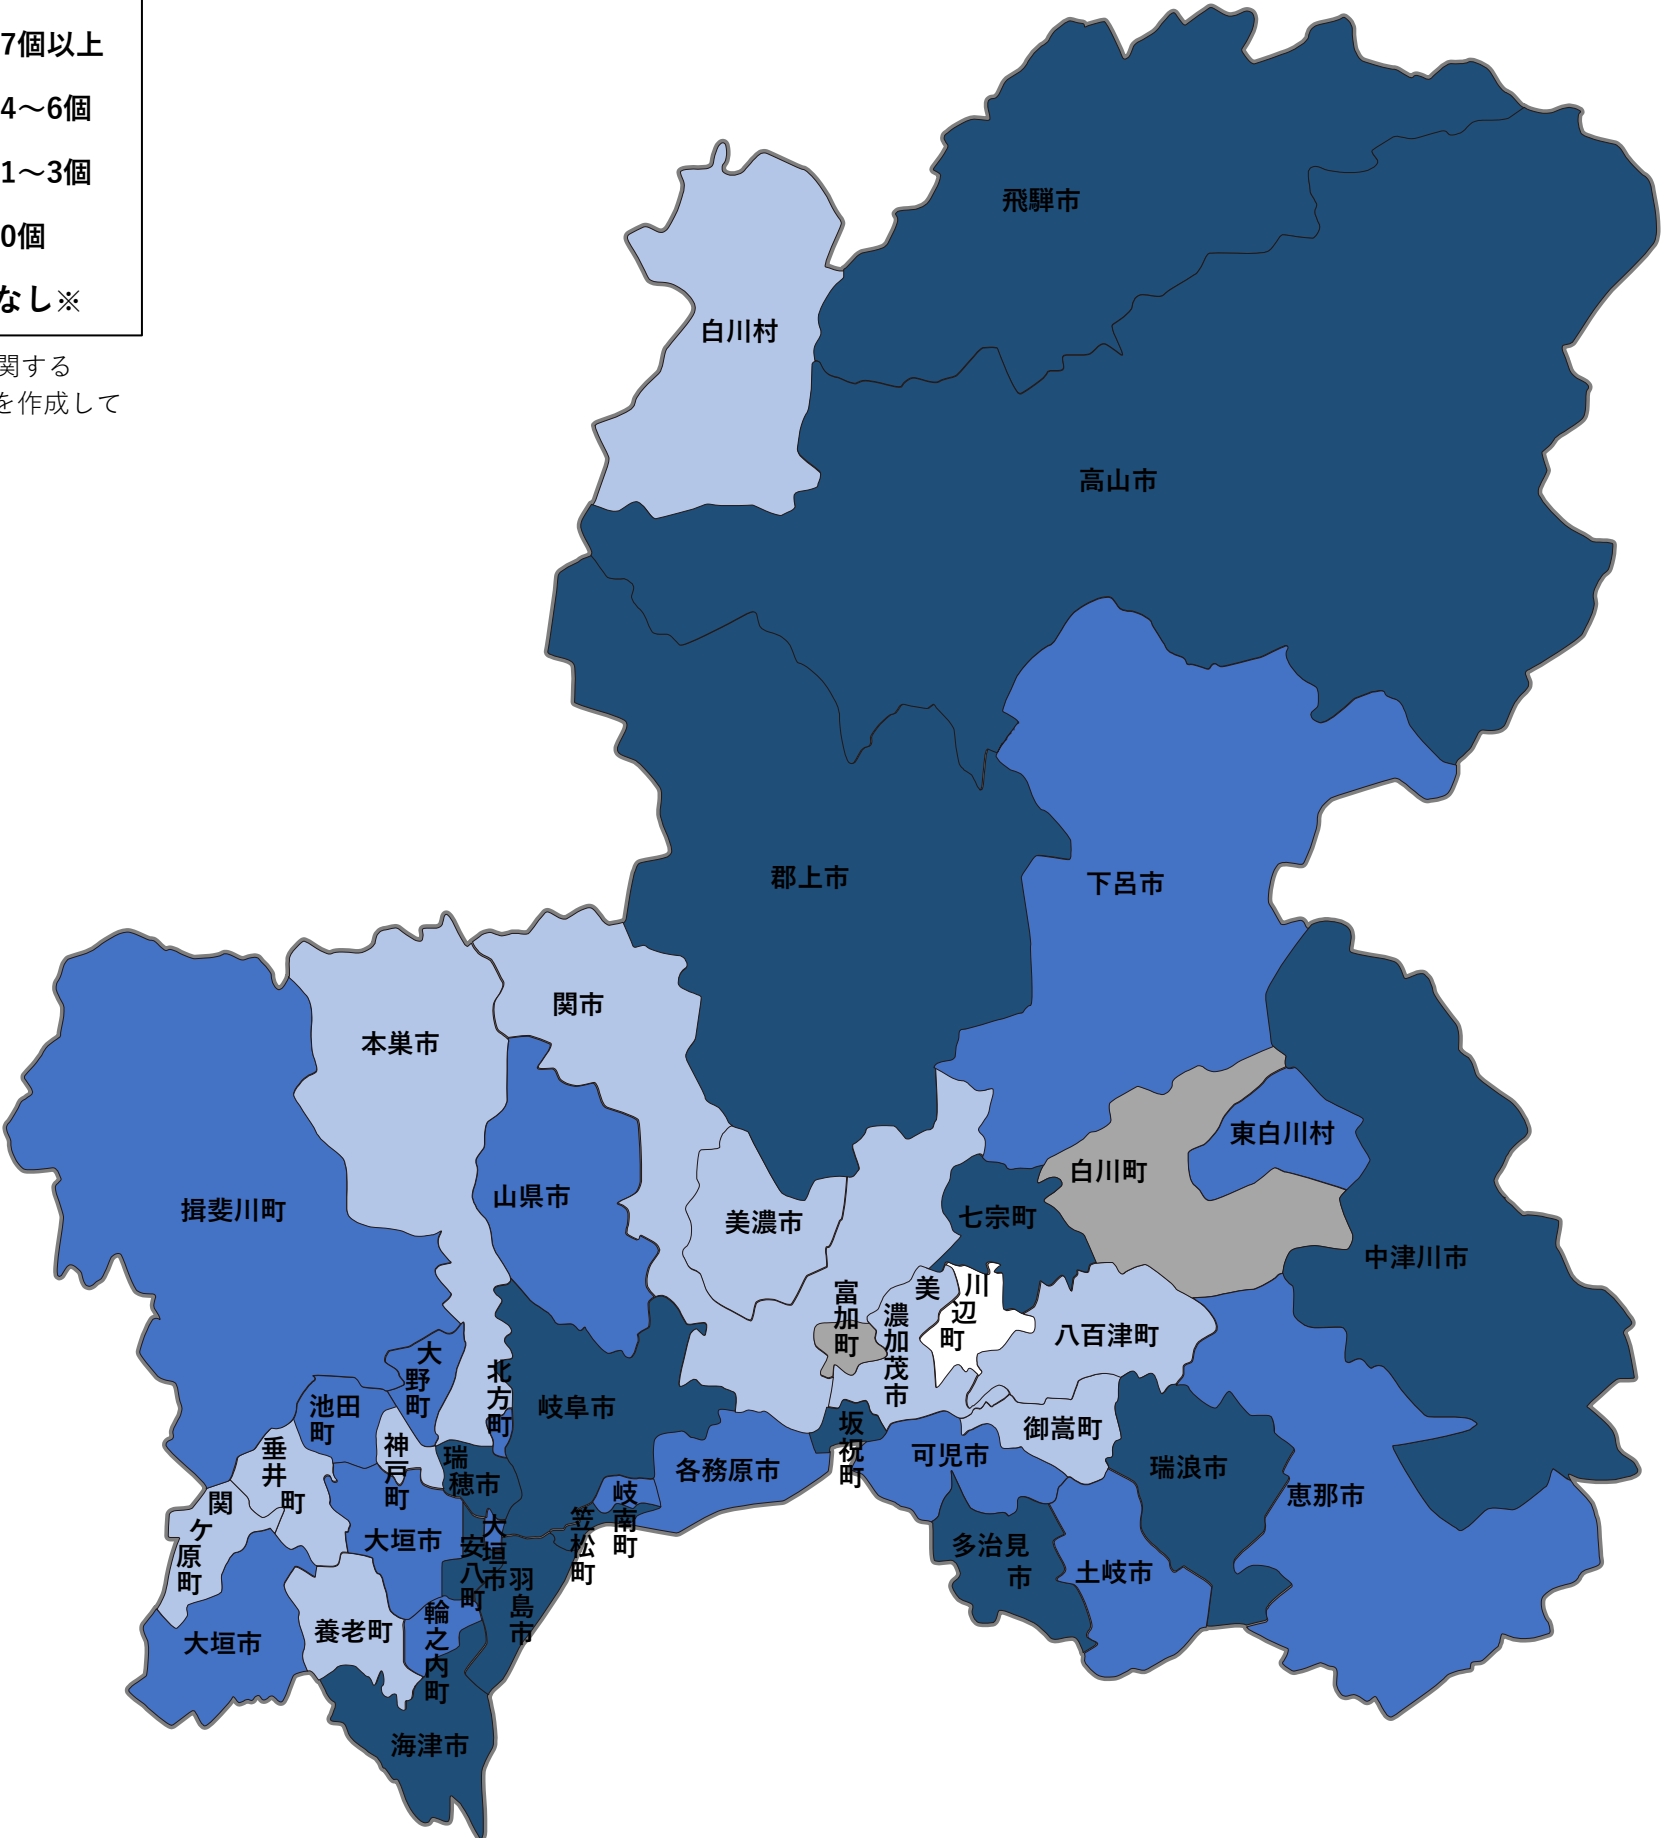 7個以上
4～6個
1～3個
0個
なし※
関する
を作成して
飛騨市
白川村
高山市
郡上市
下呂市
関市
本巣市
東白川村
白川町
山県市
揖斐川町
美濃市
七宗町
中津川市
富加町
美濃加茂市
川辺町
八百津町
大野町
北方町
池田町
岐阜市
坂祝町
御嵩町
神戸町
垂井町
瑞穂市
各務原市
可児市
瑞浪市
恵那市
関ケ原町
大垣市
大垣市
安八町
笠松町
岐南町
多治見市
土岐市
羽島市
養老町
輪之内町
大垣市
海津市